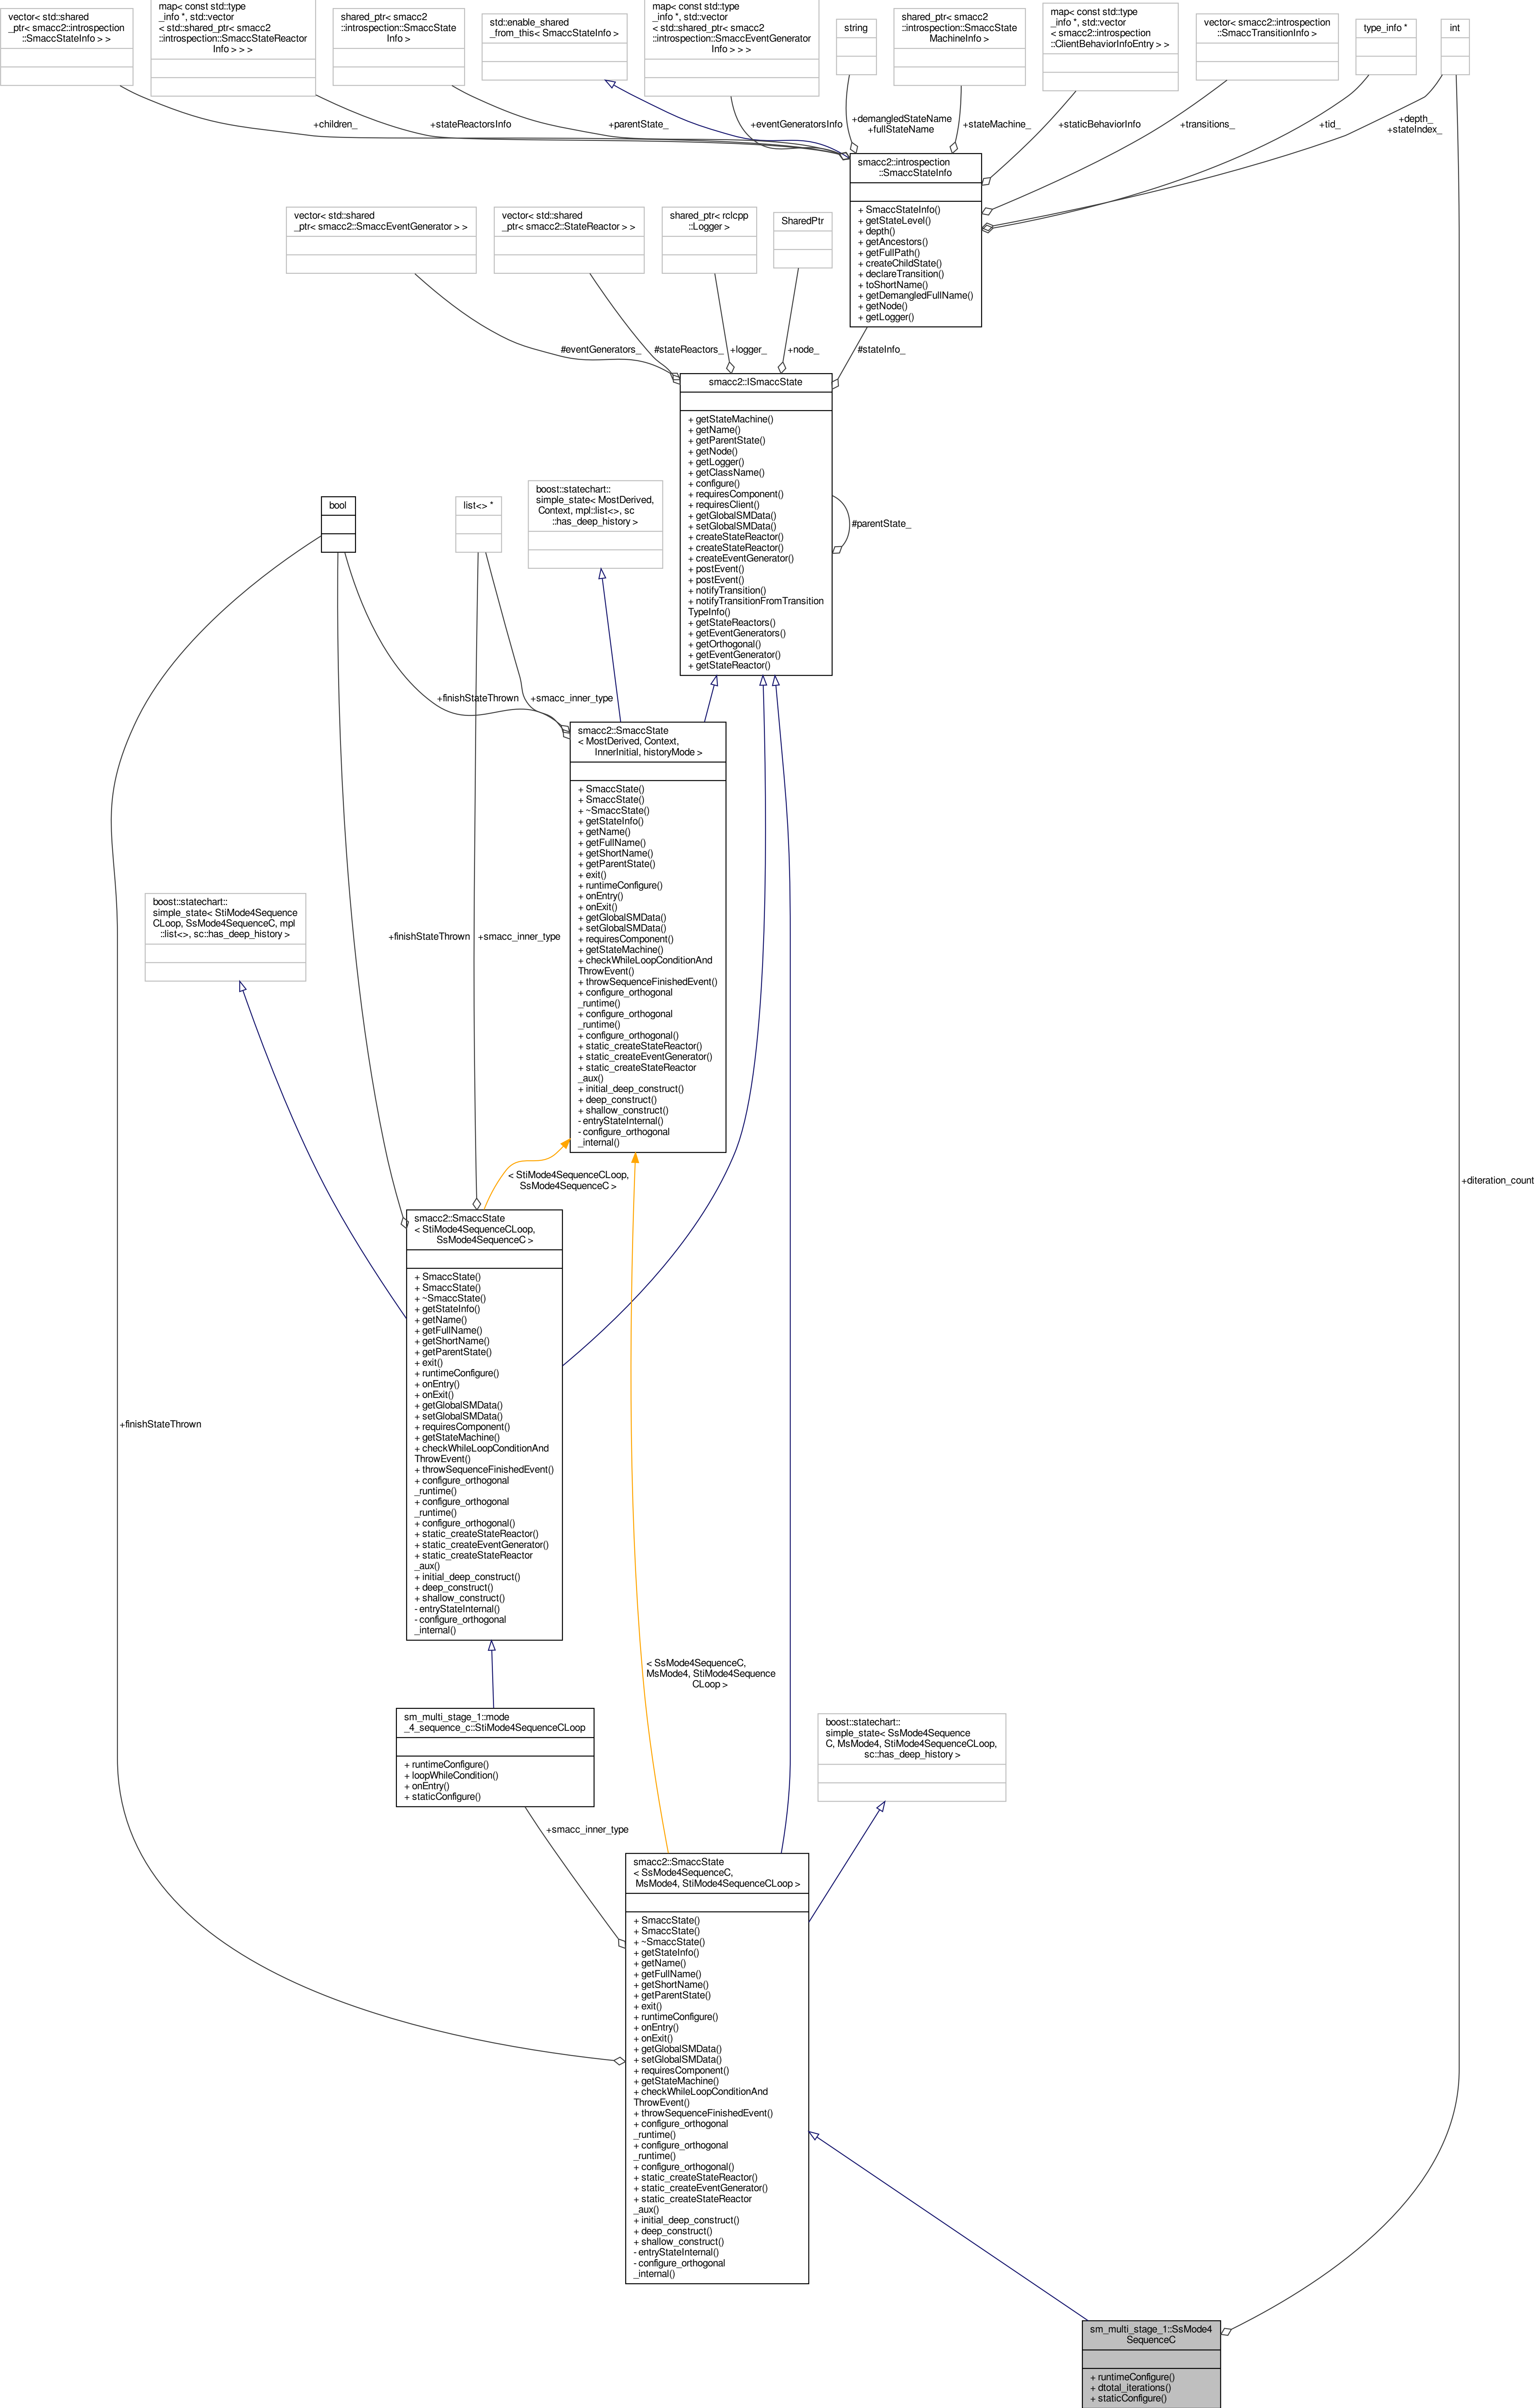 vector< std::shared
_ptr< smacc2::introspection
::SmaccStateInfo > >
map< const std::type
_info *, std::vector
< std::shared_ptr< smacc2
::introspection::SmaccStateReactor
Info > > >
shared_ptr< smacc2
::introspection::SmaccState
Info >
std::enable_shared
_from_this< SmaccStateInfo >
map< const std::type
_info *, std::vector
< std::shared_ptr< smacc2
::introspection::SmaccEventGenerator
Info > > >
string
shared_ptr< smacc2
::introspection::SmaccState
MachineInfo >
map< const std::type
_info *, std::vector
< smacc2::introspection
::ClientBehaviorInfoEntry > >
vector< smacc2::introspection
::SmaccTransitionInfo >
type_info *
int
+children_
+stateReactorsInfo
+parentState_
+eventGeneratorsInfo
+demangledStateName
+fullStateName
+stateMachine_
+staticBehaviorInfo
+transitions_
+tid_
+depth_
+stateIndex_
smacc2::introspection
::SmaccStateInfo
+ SmaccStateInfo()
+ getStateLevel()
+ depth()
+ getAncestors()
+ getFullPath()
+ createChildState()
+ declareTransition()
+ toShortName()
+ getDemangledFullName()
+ getNode()
+ getLogger()
vector< std::shared
_ptr< smacc2::SmaccEventGenerator > >
vector< std::shared
_ptr< smacc2::StateReactor > >
shared_ptr< rclcpp
::Logger >
SharedPtr
#eventGenerators_
#stateReactors_
+logger_
+node_
#stateInfo_
smacc2::ISmaccState
+ getStateMachine()
+ getName()
+ getParentState()
+ getNode()
+ getLogger()
+ getClassName()
+ configure()
+ requiresComponent()
+ requiresClient()
+ getGlobalSMData()
+ setGlobalSMData()
+ createStateReactor()
+ createStateReactor()
+ createEventGenerator()
+ postEvent()
+ postEvent()
+ notifyTransition()
+ notifyTransitionFromTransition
TypeInfo()
+ getStateReactors()
+ getEventGenerators()
+ getOrthogonal()
+ getEventGenerator()
+ getStateReactor()
#parentState_
bool
list<> *
boost::statechart::
simple_state< MostDerived,
Context, mpl::list<>, sc
::has_deep_history >
+finishStateThrown
+smacc_inner_type
smacc2::SmaccState
< MostDerived, Context,
InnerInitial, historyMode >
+ SmaccState()
+ SmaccState()
+ ~SmaccState()
+ getStateInfo()
+ getName()
+ getFullName()
+ getShortName()
+ getParentState()
+ exit()
+ runtimeConfigure()
+ onEntry()
+ onExit()
+ getGlobalSMData()
+ setGlobalSMData()
+ requiresComponent()
+ getStateMachine()
+ checkWhileLoopConditionAnd
ThrowEvent()
+ throwSequenceFinishedEvent()
+ configure_orthogonal
_runtime()
+ configure_orthogonal
_runtime()
+ configure_orthogonal()
+ static_createStateReactor()
+ static_createEventGenerator()
+ static_createStateReactor
_aux()
+ initial_deep_construct()
+ deep_construct()
+ shallow_construct()
- entryStateInternal()
- configure_orthogonal
_internal()
boost::statechart::
simple_state< StiMode4Sequence
CLoop, SsMode4SequenceC, mpl
::list<>, sc::has_deep_history >
+finishStateThrown
+smacc_inner_type
< StiMode4SequenceCLoop,
SsMode4SequenceC >
smacc2::SmaccState
< StiMode4SequenceCLoop,
SsMode4SequenceC >
+ SmaccState()
+ SmaccState()
+ ~SmaccState()
+ getStateInfo()
+ getName()
+ getFullName()
+ getShortName()
+ getParentState()
+ exit()
+ runtimeConfigure()
+ onEntry()
+ onExit()
+ getGlobalSMData()
+ setGlobalSMData()
+ requiresComponent()
+ getStateMachine()
+ checkWhileLoopConditionAnd
ThrowEvent()
+ throwSequenceFinishedEvent()
+ configure_orthogonal
_runtime()
+ configure_orthogonal
_runtime()
+ configure_orthogonal()
+ static_createStateReactor()
+ static_createEventGenerator()
+ static_createStateReactor
_aux()
+ initial_deep_construct()
+ deep_construct()
+ shallow_construct()
- entryStateInternal()
- configure_orthogonal
_internal()
+diteration_count
+finishStateThrown
< SsMode4SequenceC,
MsMode4, StiMode4Sequence
CLoop >
sm_multi_stage_1::mode
_4_sequence_c::StiMode4SequenceCLoop
+ runtimeConfigure()
+ loopWhileCondition()
+ onEntry()
+ staticConfigure()
boost::statechart::
simple_state< SsMode4Sequence
C, MsMode4, StiMode4SequenceCLoop,
sc::has_deep_history >
+smacc_inner_type
smacc2::SmaccState
< SsMode4SequenceC,
MsMode4, StiMode4SequenceCLoop >
+ SmaccState()
+ SmaccState()
+ ~SmaccState()
+ getStateInfo()
+ getName()
+ getFullName()
+ getShortName()
+ getParentState()
+ exit()
+ runtimeConfigure()
+ onEntry()
+ onExit()
+ getGlobalSMData()
+ setGlobalSMData()
+ requiresComponent()
+ getStateMachine()
+ checkWhileLoopConditionAnd
ThrowEvent()
+ throwSequenceFinishedEvent()
+ configure_orthogonal
_runtime()
+ configure_orthogonal
_runtime()
+ configure_orthogonal()
+ static_createStateReactor()
+ static_createEventGenerator()
+ static_createStateReactor
_aux()
+ initial_deep_construct()
+ deep_construct()
+ shallow_construct()
- entryStateInternal()
- configure_orthogonal
_internal()
sm_multi_stage_1::SsMode4
SequenceC
+ runtimeConfigure()
+ dtotal_iterations()
+ staticConfigure()